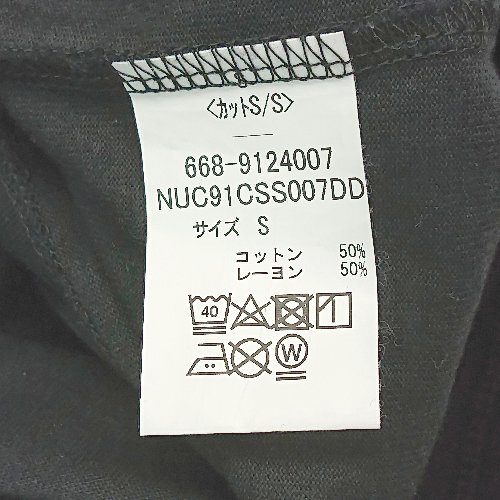 〈カットS/S〉
668-9124007
NUC91CSS007DD
サイズ S
コットン 50%
レーヨン 50%
40
W